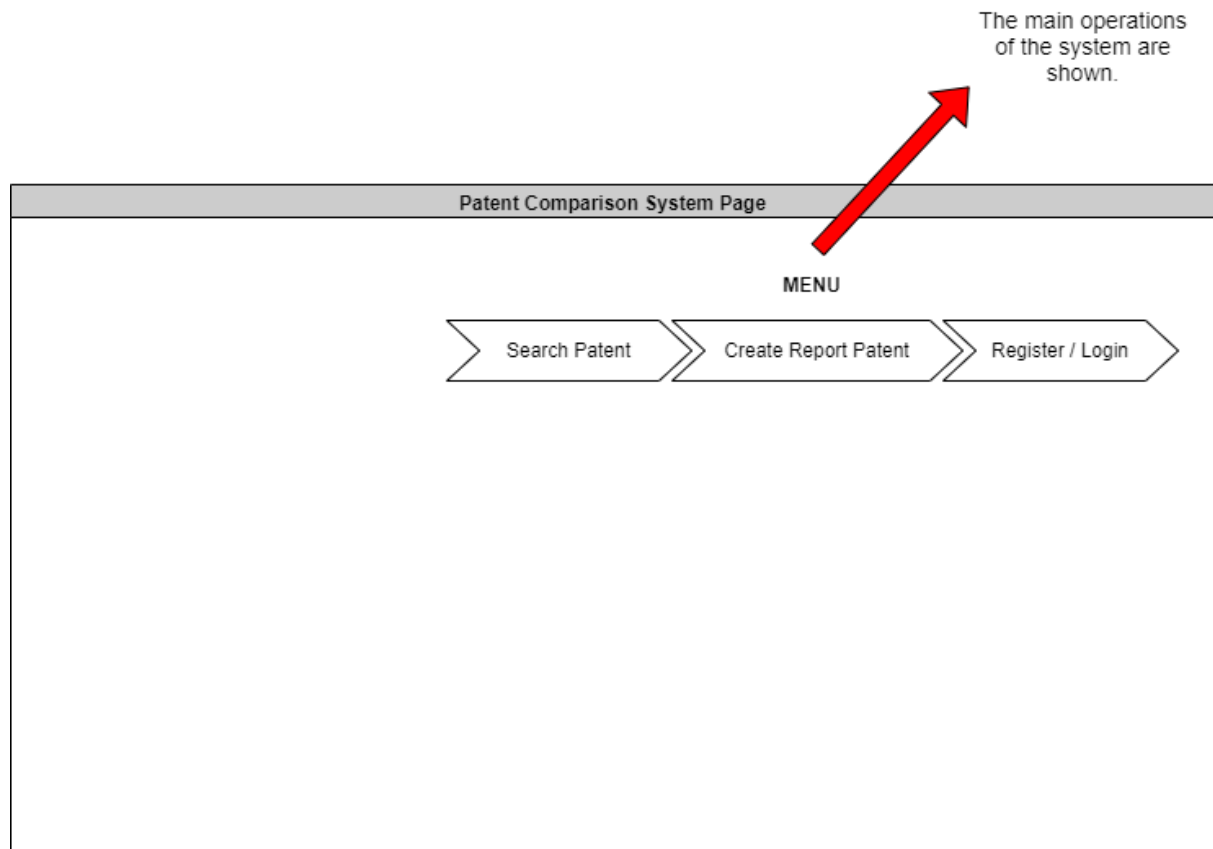 The main operations
of the system are
shown.
Patent Comparison System Page
MENU
Search Patent
Create Report Patent
Register / Login